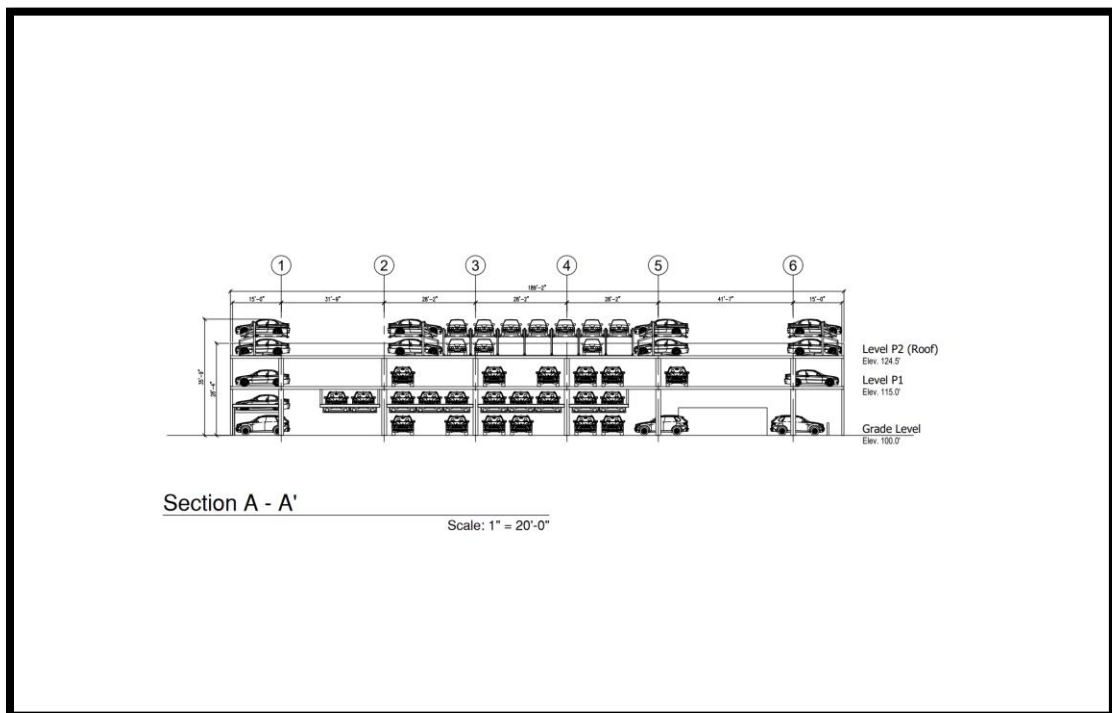 1
2
3
4
5
6
189'-2"
15'-0"
28'-2"
28'-2"
28'-2"
41'-7"
15'-0"
Level P2 (Roof)
Elev. 124.5'
Level P1
Elev. 115.0'
Grade Level
Elev. 100.0'
Section A - A'
Scale: 1" = 20'-0"